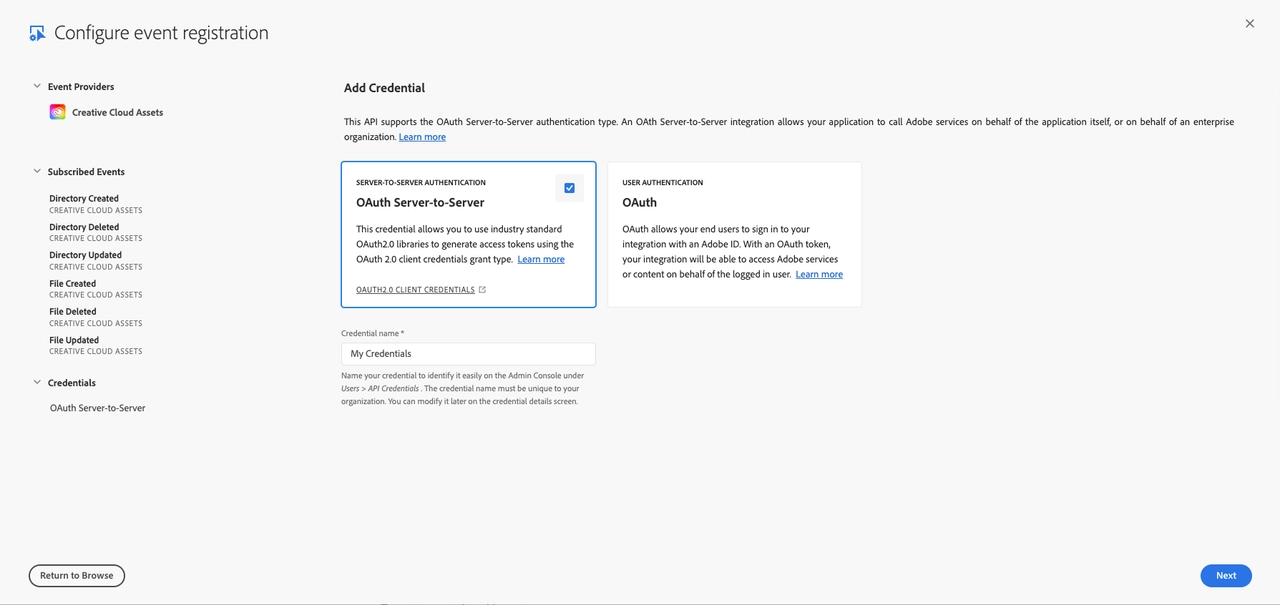 Configure event registration
Event Providers
Creative Cloud Assets
Subscribed Events
Directory Created
CREATIVE CLOUD ASSETS
Directory Deleted
CREATIVE CLOUD ASSETS
Directory Updated
CREATIVE CLOUD ASSETS
File Created
CREATIVE CLOUD ASSETS
File Deleted
CREATIVE CLOUD ASSETS
File Updated
CREATIVE CLOUD ASSETS
Credentials
OAuth Server-to-Server
Add Credential
This API supports the OAuth Server-to-Server authentication type. An OAth Server-to-Server integration allows your application to call Adobe services on behalf of the application itself, or on behalf of an enterprise
organization. Learn more
SERVER-TO-SERVER AUTHENTICATION
OAuth Server-to-Server
This credential allows you to use industry standard
OAuth2.0 libraries to generate access tokens using the
OAuth 2.0 client credentials grant type. Learn more
OAUTH2.0 CLIENT CREDENTIALS
USER AUTHENTICATION
OAuth
OAuth allows your end users to sign in to your
integration with an Adobe ID. With an OAuth token,
your integration will be able to access Adobe services
or content on behalf of the logged in user. Learn more
Credential name *
My Credentials
Name your credential to identify it easily on the Admin Console under
Users > API Credentials . The credential name must be unique to your
organization. You can modify it later on the credential details screen.
Return to Browse
Next